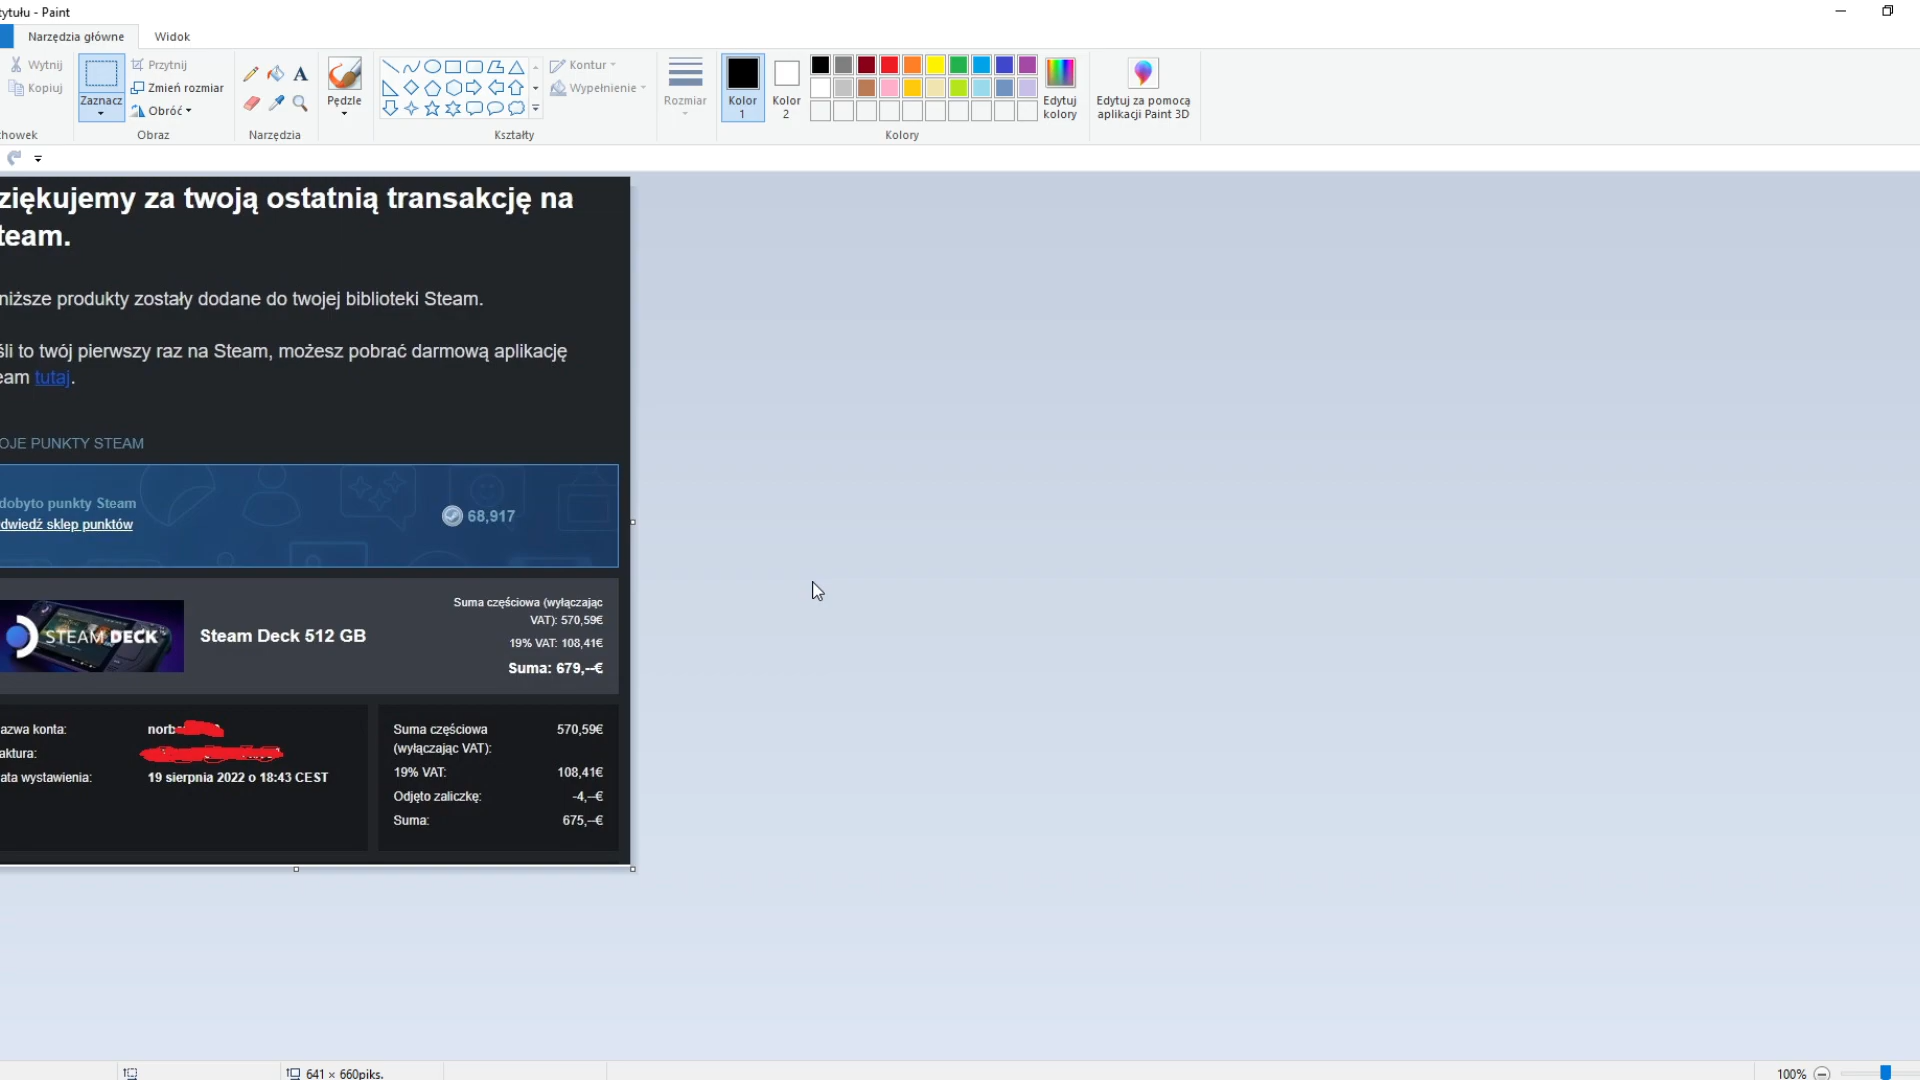 tytułu - Paint
Narzędzia główne Widok
Wytnij
Kopiuj
Zaznacz
Przytnij
Zmień rozmiar
Obróć
Obraz
Narzędzia
Pędzle
Kontur
Wypełnienie
Kształty
Rozmiar
Kolor 1
Kolor 2
Edytuj kolory
Kolory
Edytuj za pomocą
aplikacji Paint 3D
howek
ziękujemy za twoją ostatnią transakcję na
team.
niższe produkty zostały dodane do twojej biblioteki Steam.
śli to twój pierwszy raz na Steam, możesz pobrać darmową aplikację
eam tutaj.
OJE PUNKTY STEAM
dobyto punkty Steam
dwiedź sklep punktów
68,917
STEAM DECK
Steam Deck 512 GB
Suma częściowa (wyłączając
VAT): 570,59€
19% VAT: 108,41€
Suma: 679,--€
azwa konta: norb
aktura:
ata wystawienia: 19 sierpnia 2022 o 18:43 CEST
Suma częściowa 570,59€
(wyłączając VAT):
19% VAT: 108,41€
Odjęto zaliczkę: -4,--€
Suma: 675,--€
641 × 660piks.
100%